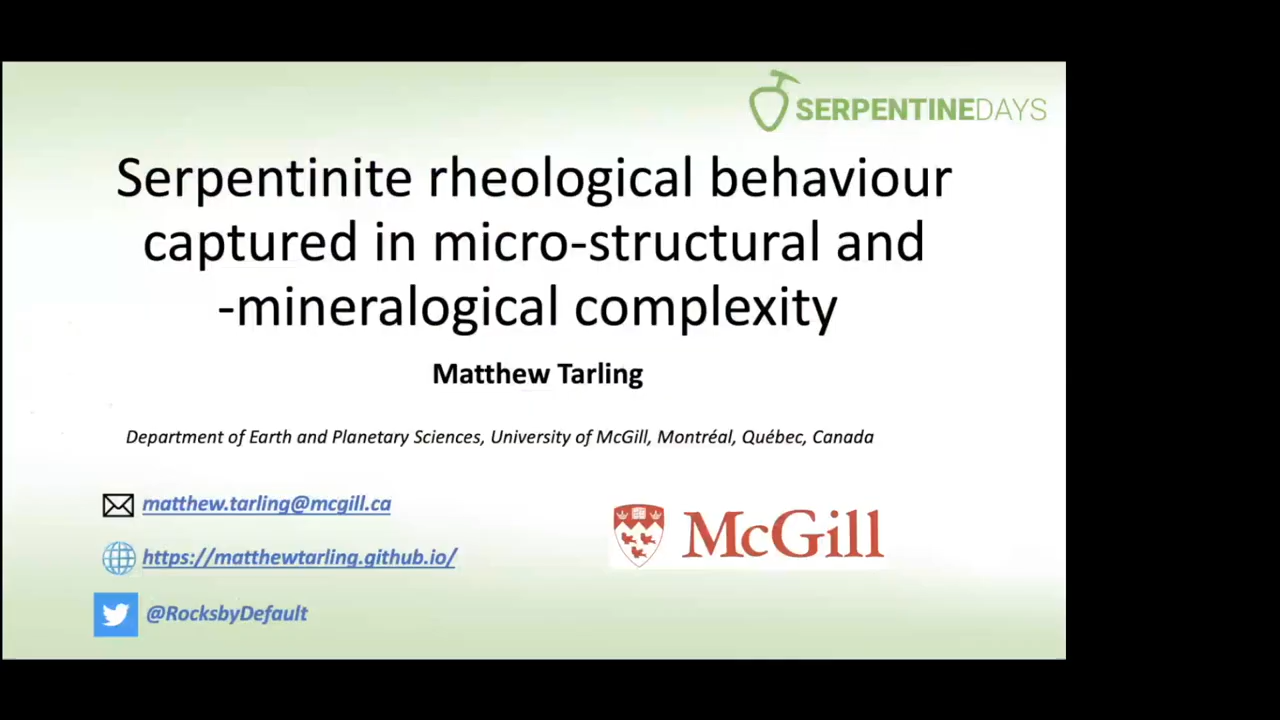 SERPENTINEDAYS
Serpentinite rheological behaviour
captured in micro-structural and
-mineralogical complexity
Matthew Tarling
Department of Earth and Planetary Sciences, University of McGill, Montréal, Québec, Canada
matthew.tarling@mcgill.ca
McGill
https://matthewtarling.github.io/
@RocksbyDefault